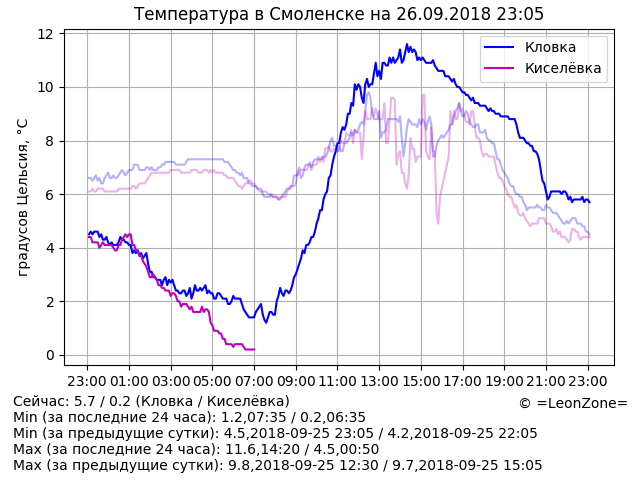 Температура в Смоленске на 26.09.2018 23:05
градусов Цельсия, °C
12
10
8
6
4
2
0
Кловка
Киселёвка
23:00 01:00 03:00 05:00 07:00 09:00 11:00 13:00 15:00 17:00 19:00 21:00 23:00
Сейчас: 5.7 / 0.2 (Кловка / Киселёвка)
© =LeonZone=
Min (за последние 24 часа): 1.2,07:35 / 0.2,06:35
Min (за предыдущие сутки): 4.5,2018-09-25 23:05 / 4.2,2018-09-25 22:05
Max (за последние 24 часа): 11.6,14:20 / 4.5,00:50
Max (за предыдущие сутки): 9.8,2018-09-25 12:30 / 9.7,2018-09-25 15:05